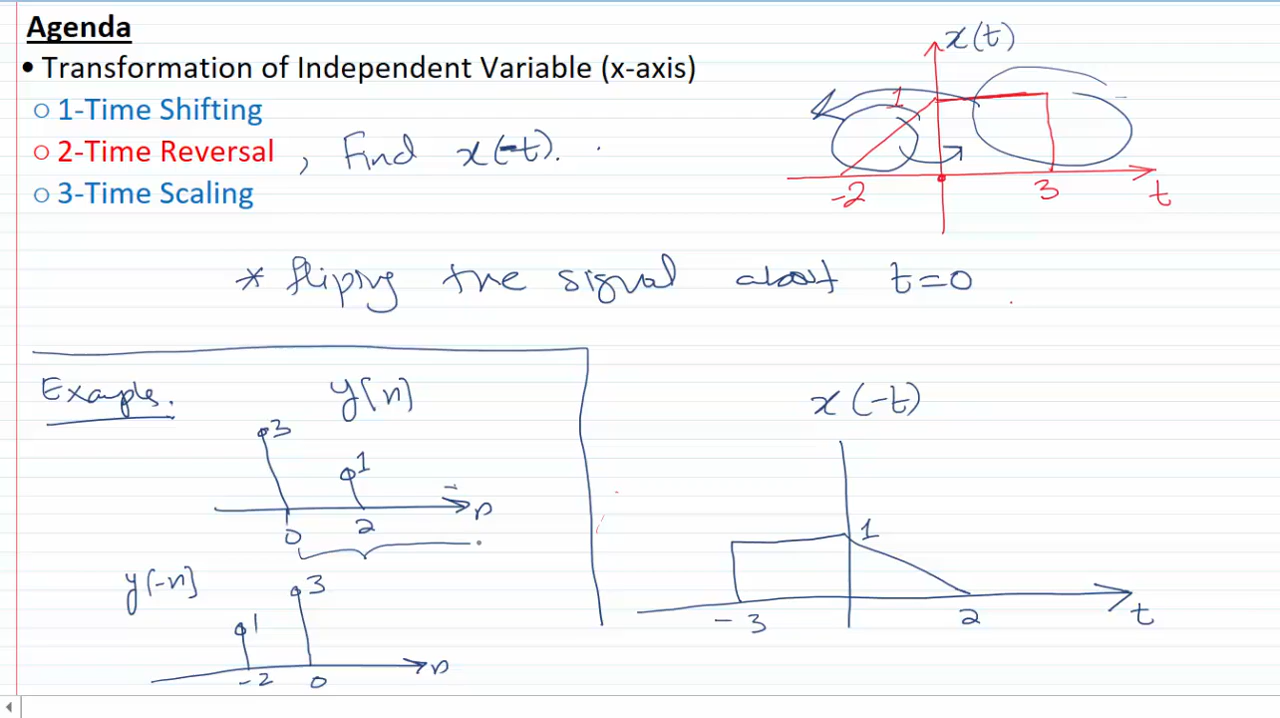 Agenda
• Transformation of Independent Variable (x-axis)
○ 1-Time Shifting
○ 2-Time Reversal , Find x(-t).
○ 3-Time Scaling
x(t)
1
-2
3
t
* fliping the signal about t=0
Example.
y[n]
3
1
0
2
n
y[-n]
1
3
-2
0
n
x(-t)
1
-3
2
t